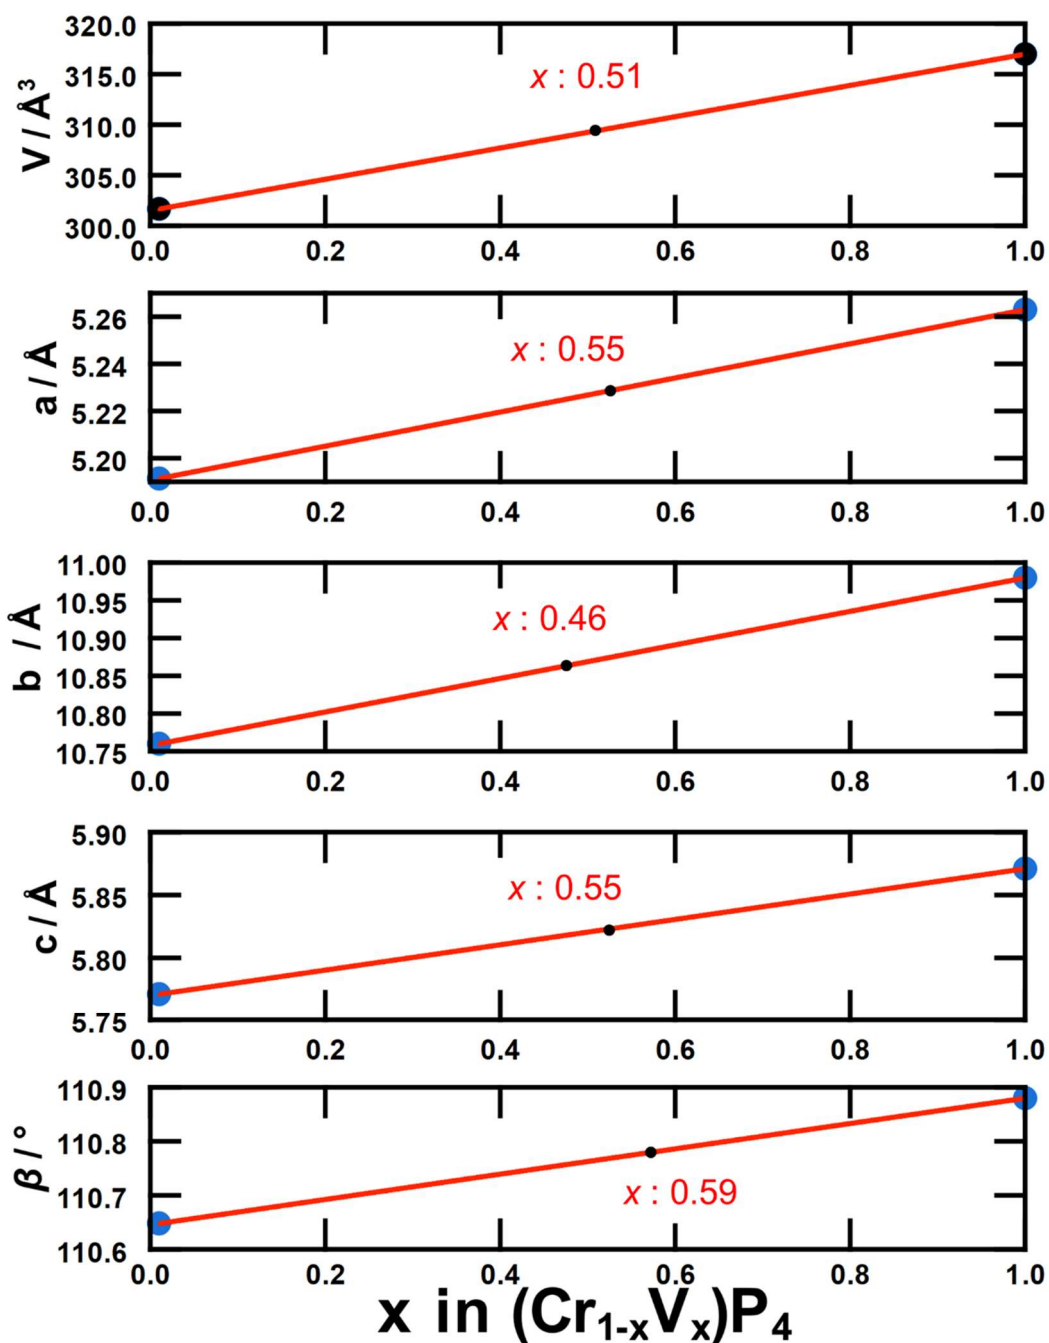 320.0
315.0
310.0
305.0
300.0
V / Å³
x : 0.51
0.0 0.2 0.4 0.6 0.8 1.0
5.26
5.24
5.22
5.20
a / Å
x : 0.55
0.0 0.2 0.4 0.6 0.8 1.0
11.00
10.95
10.90
10.85
10.80
10.75
b / Å
x : 0.46
0.0 0.2 0.4 0.6 0.8 1.0
5.90
5.85
5.80
5.75
c / Å
x : 0.55
0.0 0.2 0.4 0.6 0.8 1.0
110.9
110.8
110.7
110.6
β / °
x : 0.59
0.0 0.2 0.4 0.6 0.8 1.0
x in (Cr₁₋ₓVₓ)P₄